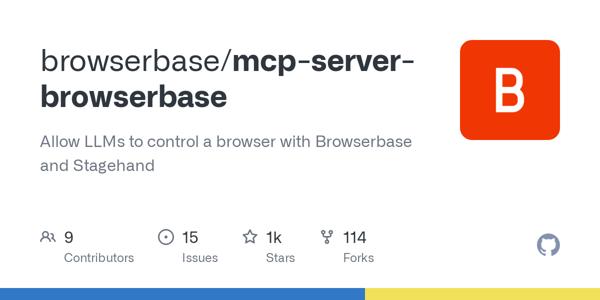 browserbase/mcp-server-
browserbase
B
Allow LLMs to control a browser with Browserbase
and Stagehand
9
Contributors
15
Issues
1k
Stars
114
Forks